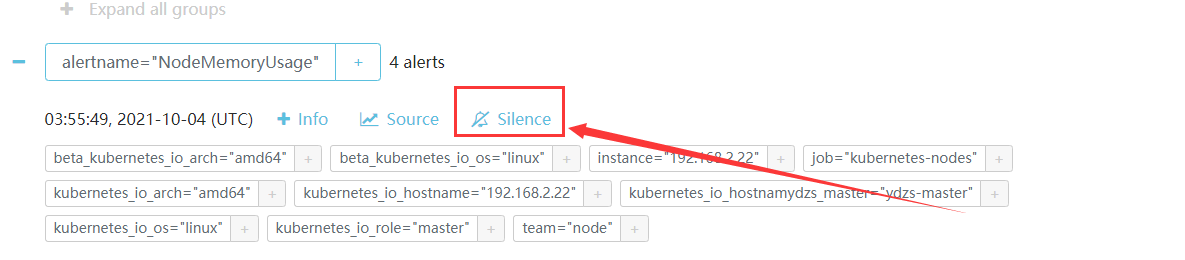 + Expand all groups
− alertname="NodeMemoryUsage" + 4 alerts
03:55:49, 2021-10-04 (UTC) + Info Source Silence
beta_kubernetes_io_arch="amd64" + beta_kubernetes_io_os="linux" + instance="192.168.2.22" + job="kubernetes-nodes" +
kubernetes_io_arch="amd64" + kubernetes_io_hostname="192.168.2.22" + kubernetes_io_hostnamydzs_master="ydzs-master" +
kubernetes_io_os="linux" + kubernetes_io_role="master" + team="node" +